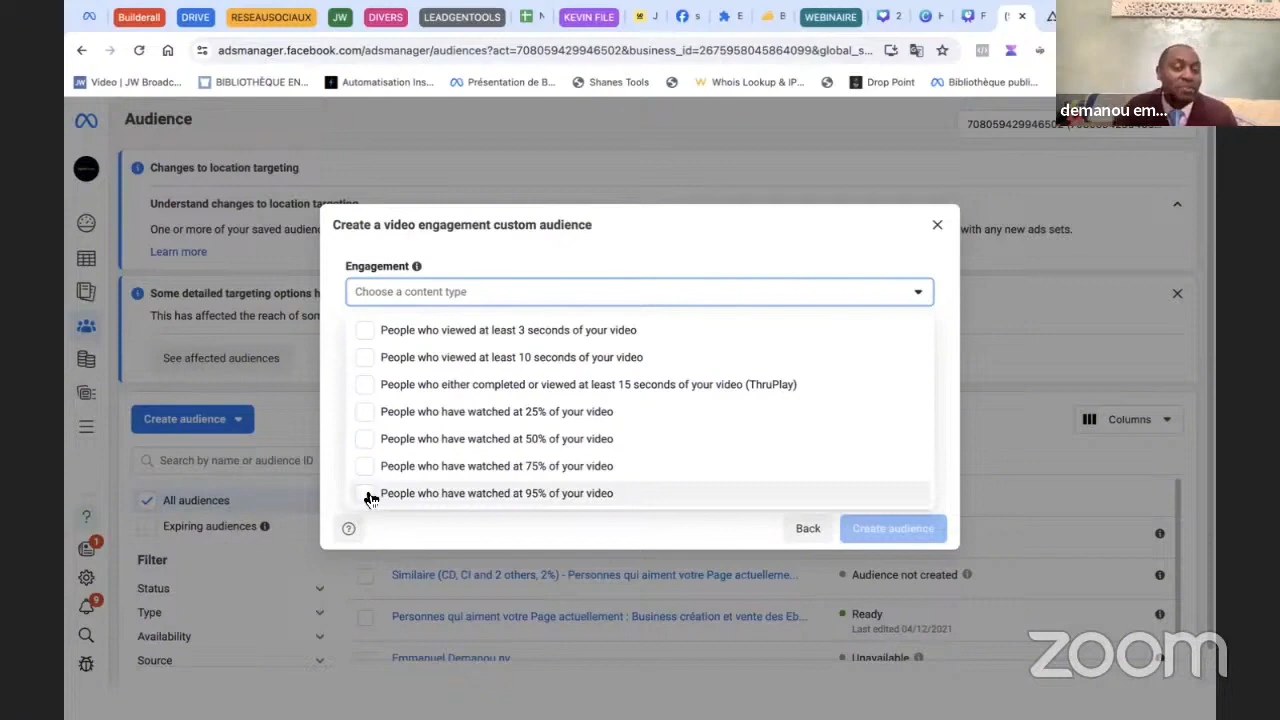 Builderall
DRIVE
RESEAUSOCIAUX
JW
DIVERS
LEADGENTOOLS
KEVIN FILE
WEBINAIRE
adsmanager.facebook.com/adsmanager/audiences?act=708059429946502&business_id=2675958045864099&global_s...
Video | JW Broadc...
BIBLIOTHÈQUE EN...
Automatisation Ins...
Présentation de B...
Shanes Tools
Whois Lookup & IP...
Drop Point
Bibliothèque publi...
demanou em...
Audience
Changes to location targeting
Understand changes to location targeting
One or more of your saved audien
with any new ads sets.
Learn more
Some detailed targeting options h
This has affected the reach of som
See affected audiences
Create a video engagement custom audience
Engagement
Choose a content type
People who viewed at least 3 seconds of your video
People who viewed at least 10 seconds of your video
People who either completed or viewed at least 15 seconds of your video (ThruPlay)
People who have watched at 25% of your video
People who have watched at 50% of your video
People who have watched at 75% of your video
People who have watched at 95% of your video
Back
Create audience
Create audience
Columns
Search by name or audience ID
All audiences
Expiring audiences
Filter
Status
Type
Availability
Source
1
9
Similaire (CD, CI and 2 others, 2%) - Personnes qui aiment votre Page actuelleme...
Audience not created
Personnes qui aiment votre Page actuellement : Business création et vente des Eb...
Ready
Last edited 04/12/2021
Emmanuel Demanou ny
Unavailable
zoom